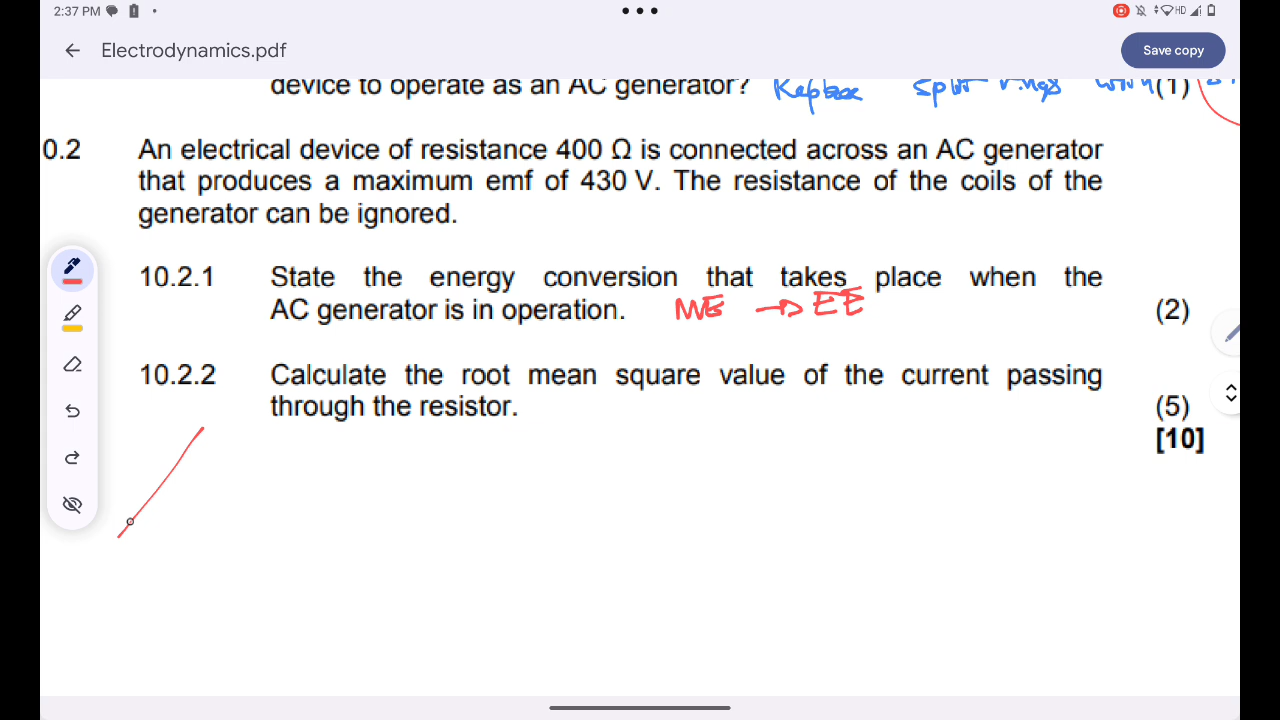 2:37 PM
HD
Electrodynamics.pdf
Save copy
device to operate as an AC generator? Replace split rings with (1)
0.2 An electrical device of resistance 400 Ω is connected across an AC generator
that produces a maximum emf of 430 V. The resistance of the coils of the
generator can be ignored.
10.2.1 State the energy conversion that takes place when the
AC generator is in operation. ME → EE (2)
10.2.2 Calculate the root mean square value of the current passing
through the resistor. (5)
[10]